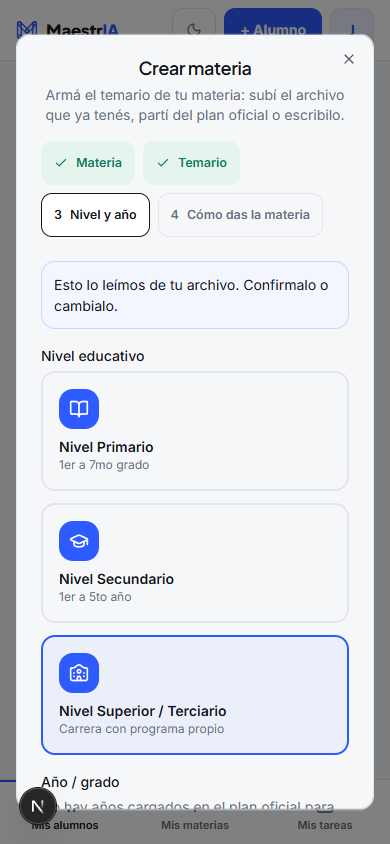 MaestrIA
+ Alumno
J
Crear materia
Armá el temario de tu materia: subí el archivo
que ya tenés, partí del plan oficial o escribilo.
Materia
Temario
3 Nivel y año
4 Cómo das la materia
Esto lo leímos de tu archivo. Confirmalo o
cambialo.
Nivel educativo
Nivel Primario
1er a 7mo grado
Nivel Secundario
1er a 5to año
Nivel Superior / Terciario
Carrera con programa propio
Año / grado
hay años cargados en el plan oficial para
N
Mis alumnos
Mis materias
Mis tareas